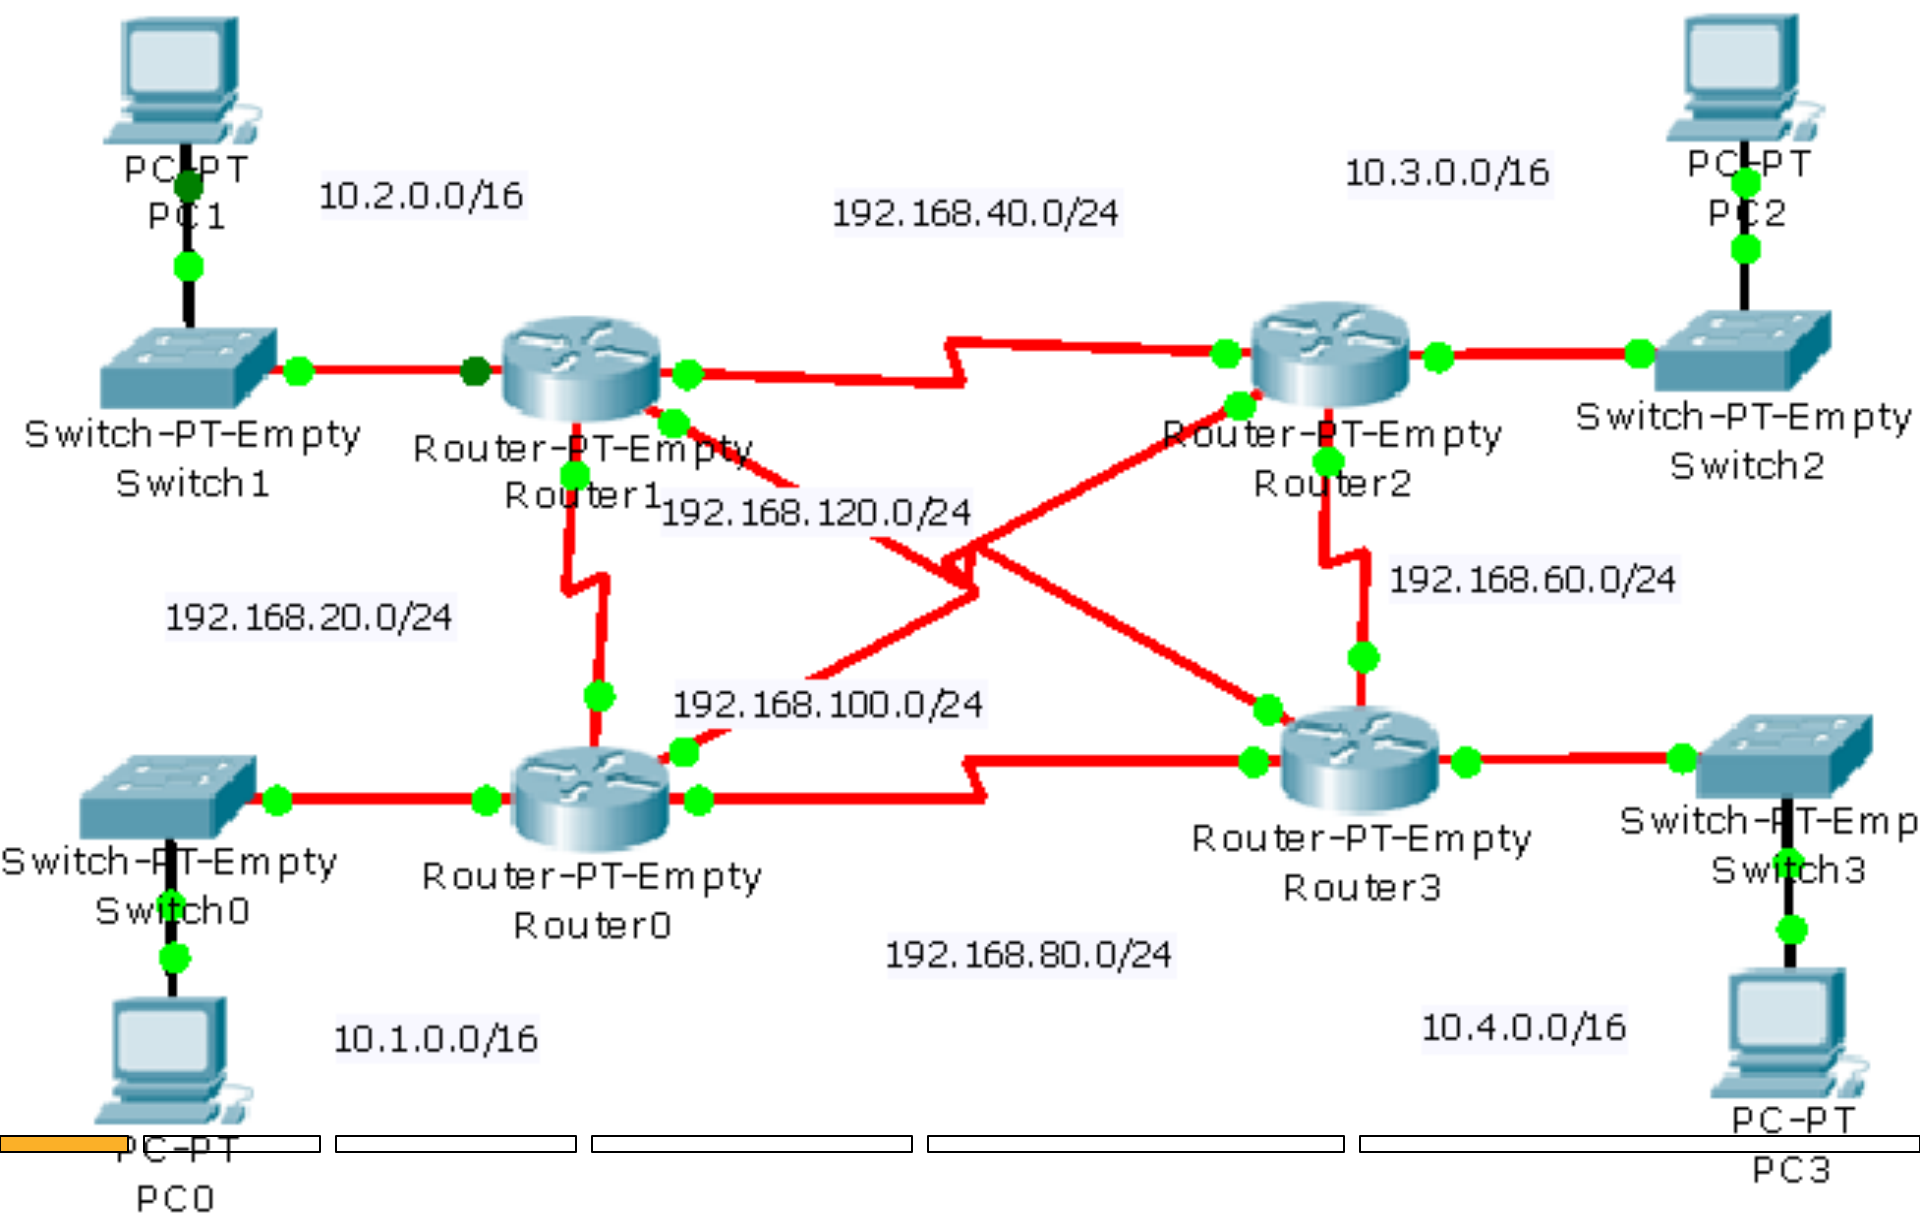 PC-PT
PC1
10.2.0.0/16
192.168.40.0/24
10.3.0.0/16
PC-PT
PC2
Switch-PT-Empty
Switch1
Router-PT-Empty
Router1
Router-PT-Empty
Router2
Switch-PT-Empty
Switch2
192.168.120.0/24
192.168.60.0/24
192.168.20.0/24
192.168.100.0/24
Switch-PT-Empty
Switch0
Router-PT-Empty
Router0
Router-PT-Empty
Router3
Switch-PT-Emp
Switch3
192.168.80.0/24
10.1.0.0/16
10.4.0.0/16
PC-PT
PC0
PC-PT
PC3